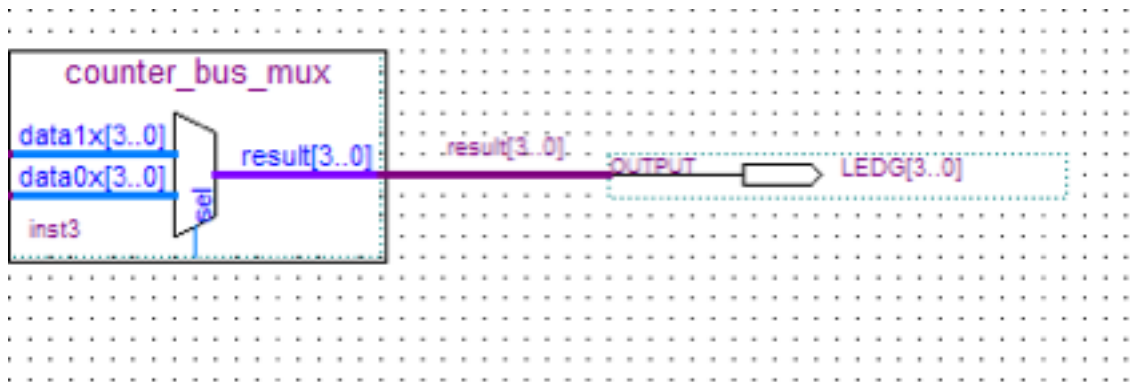 counter_bus_mux
data1x[3..0]
result[3..0]
result[3..0]
OUTPUT
LEDG[3..0]
data0x[3..0]
sel
inst3